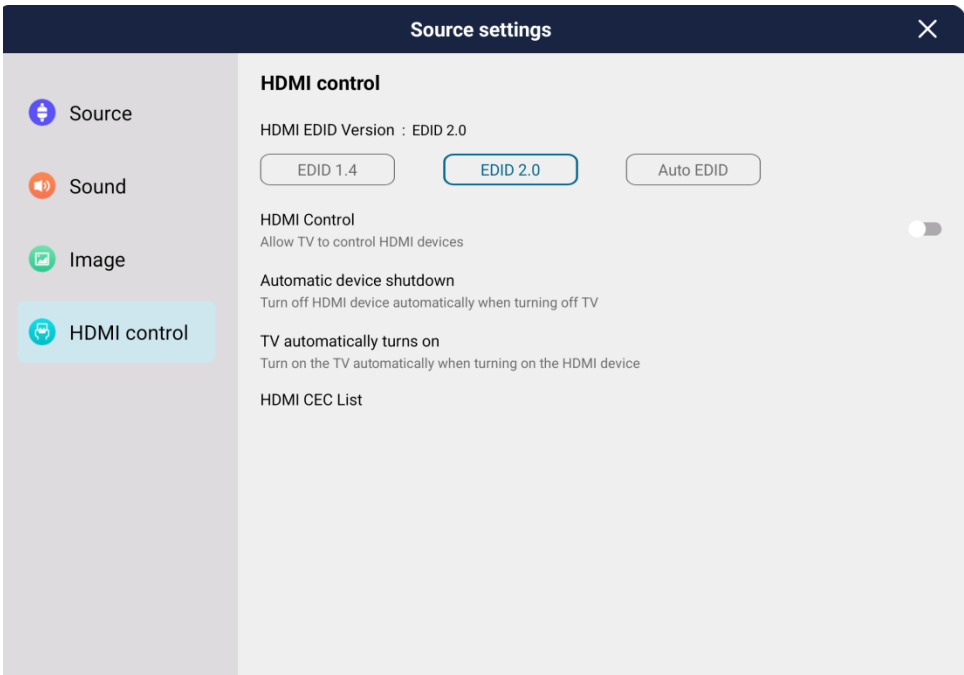 Source settings
Source
Sound
Image
HDMI control
HDMI control
HDMI EDID Version : EDID 2.0
EDID 1.4 EDID 2.0 Auto EDID
HDMI Control
Allow TV to control HDMI devices
Automatic device shutdown
Turn off HDMI device automatically when turning off TV
TV automatically turns on
Turn on the TV automatically when turning on the HDMI device
HDMI CEC List